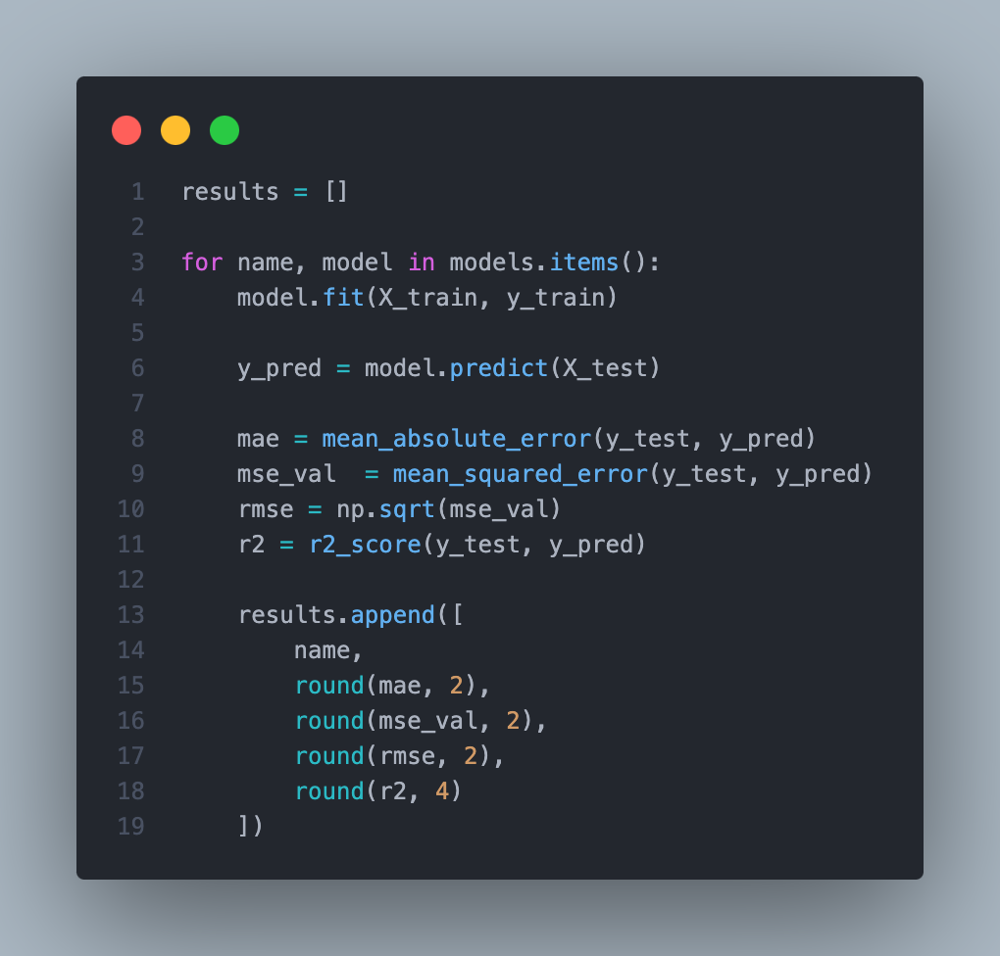 1 results = []
2
3 for name, model in models.items():
4     model.fit(X_train, y_train)
5
6     y_pred = model.predict(X_test)
7
8     mae = mean_absolute_error(y_test, y_pred)
9     mse_val  = mean_squared_error(y_test, y_pred)
10     rmse = np.sqrt(mse_val)
11     r2 = r2_score(y_test, y_pred)
12
13     results.append([
14         name,
15         round(mae, 2),
16         round(mse_val, 2),
17         round(rmse, 2),
18         round(r2, 4)
19     ])